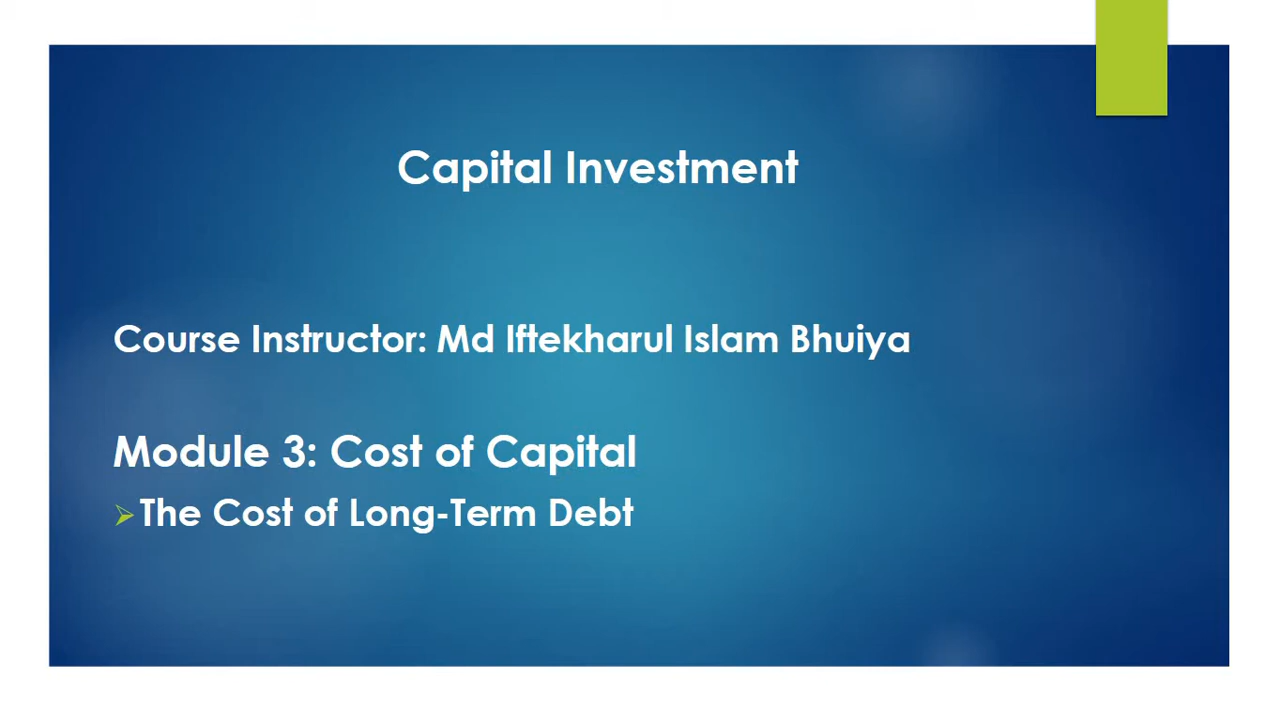 Capital Investment
Course Instructor: Md Iftekharul Islam Bhuiya
Module 3: Cost of Capital
The Cost of Long-Term Debt